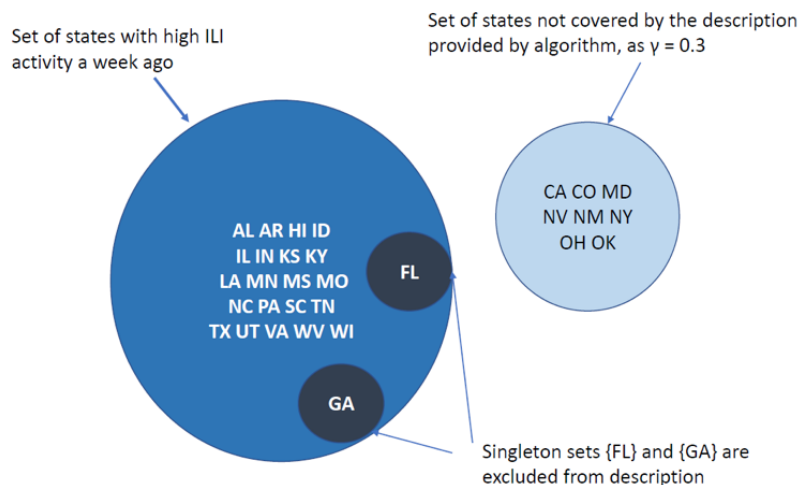 Set of states with high ILI
activity a week ago
Set of states not covered by the description
provided by algorithm, as γ = 0.3
AL AR HI ID
IL IN KS KY
LA MN MS MO
NC PA SC TN
TX UT VA WV WI
FL
GA
CA CO MD
NV NM NY
OH OK
Singleton sets {FL} and {GA} are
excluded from description